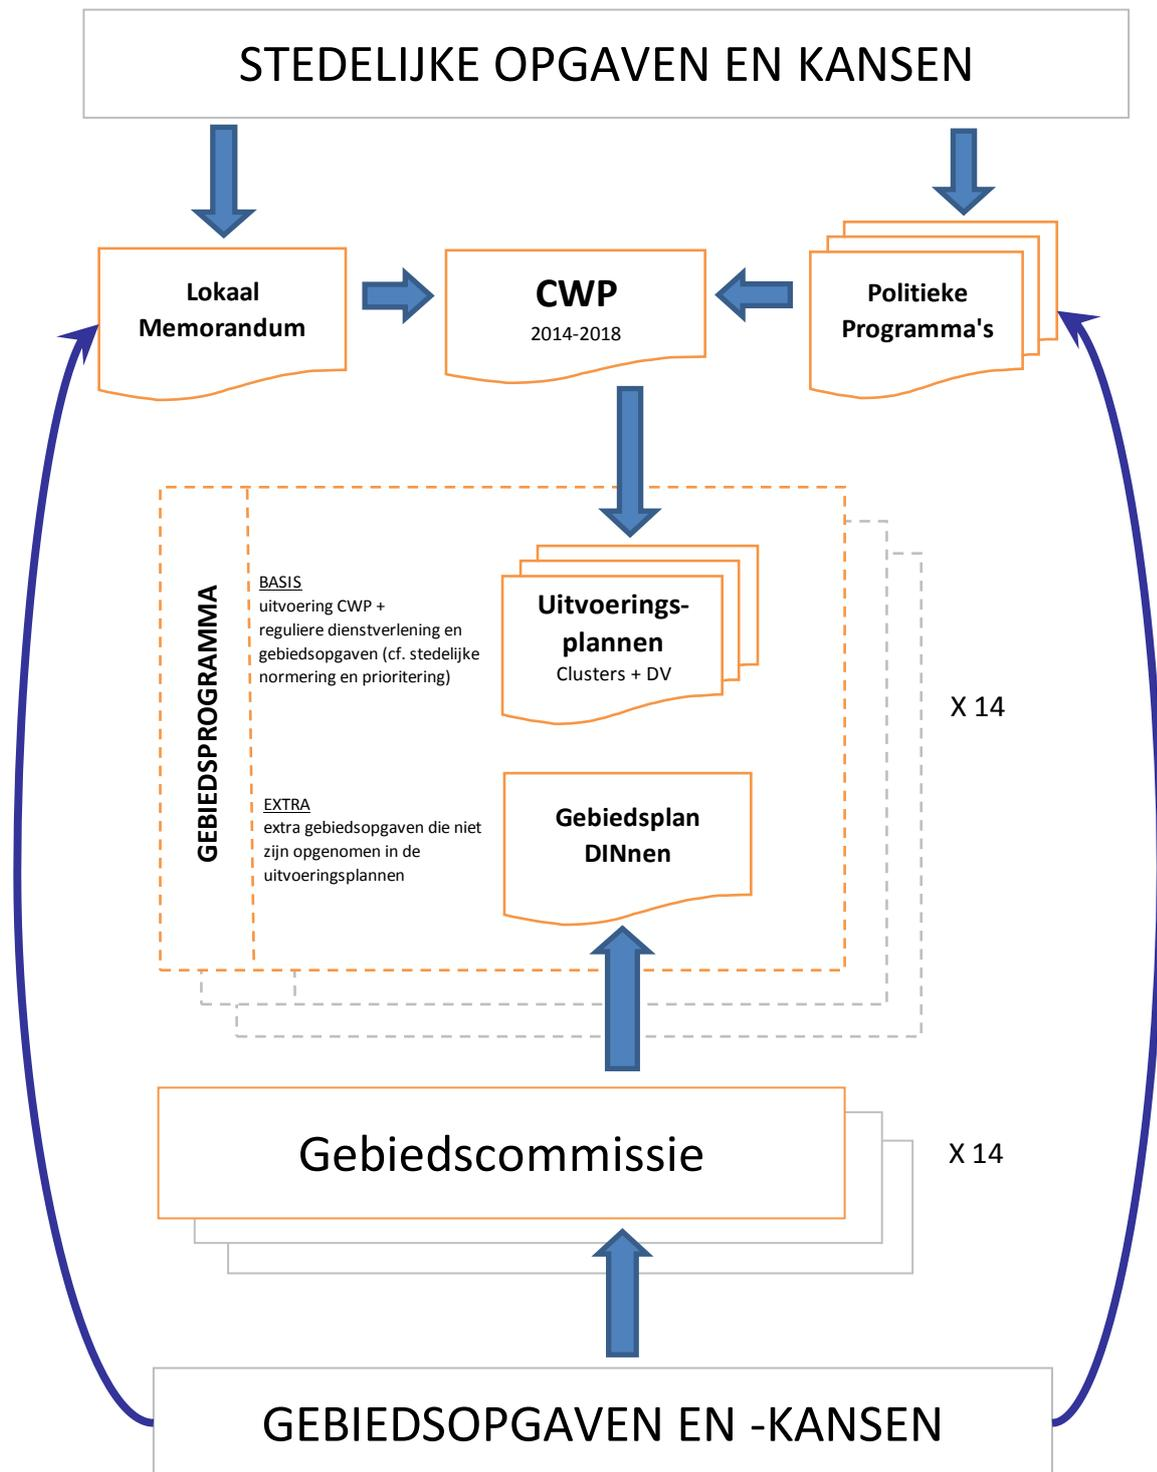 STEDELIJKE OPGAVEN EN KANSEN
Lokaal
Memorandum
CWP
2014-2018
Politieke
Programma's
GEBIEDSPROGRAMMA
BASIS
uitvoering CWP +
reguliere dienstverlening en
gebiedsopgaven (cf. stedelijke
normering en prioritering)
Uitvoerings-
plannen
Clusters + DV
X 14
EXTRA
extra gebiedsopgaven die niet
zijn opgenomen in de
uitvoeringsplannen
Gebiedsplan
DINnen
Gebiedscommissie
X 14
GEBIEDSOPGAVEN EN -KANSEN